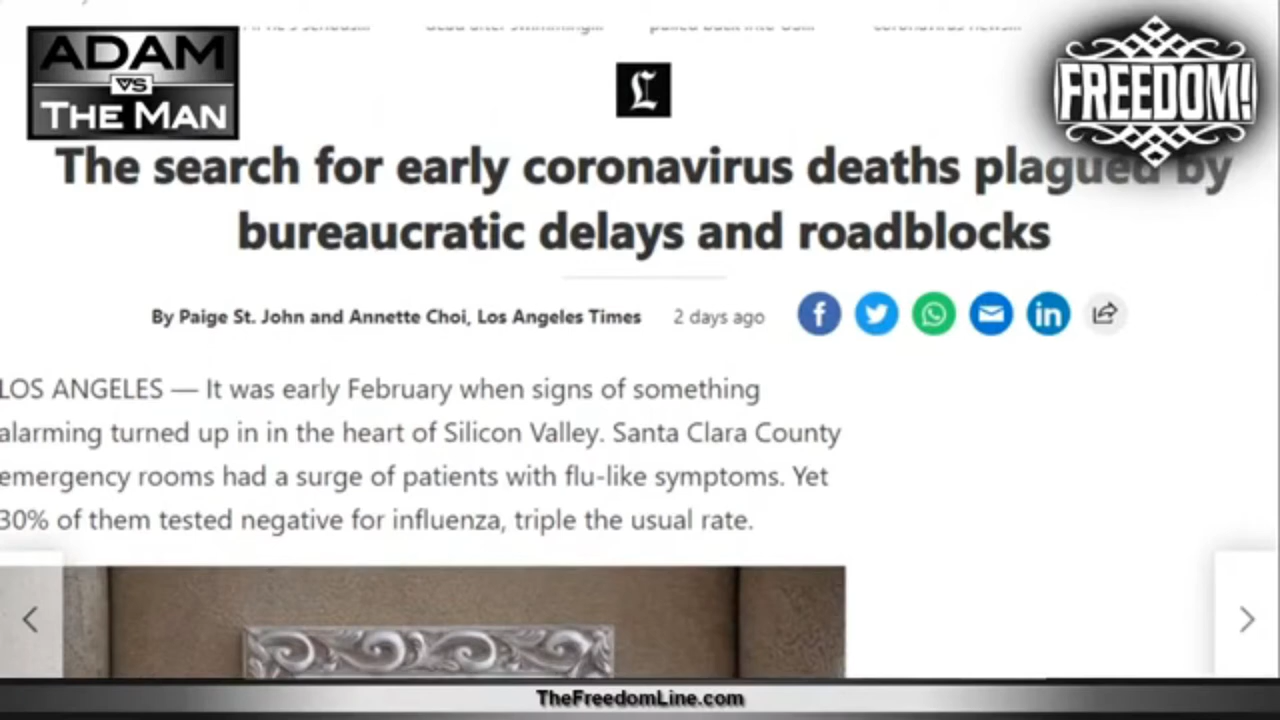 ADAM
VS
THE MAN
FREEDOM!
The search for early coronavirus deaths plagued by
bureaucratic delays and roadblocks
By Paige St. John and Annette Choi, Los Angeles Times 2 days ago
LOS ANGELES — It was early February when signs of something
alarming turned up in in the heart of Silicon Valley. Santa Clara County
emergency rooms had a surge of patients with flu-like symptoms. Yet
30% of them tested negative for influenza, triple the usual rate.
TheFreedomLine.com